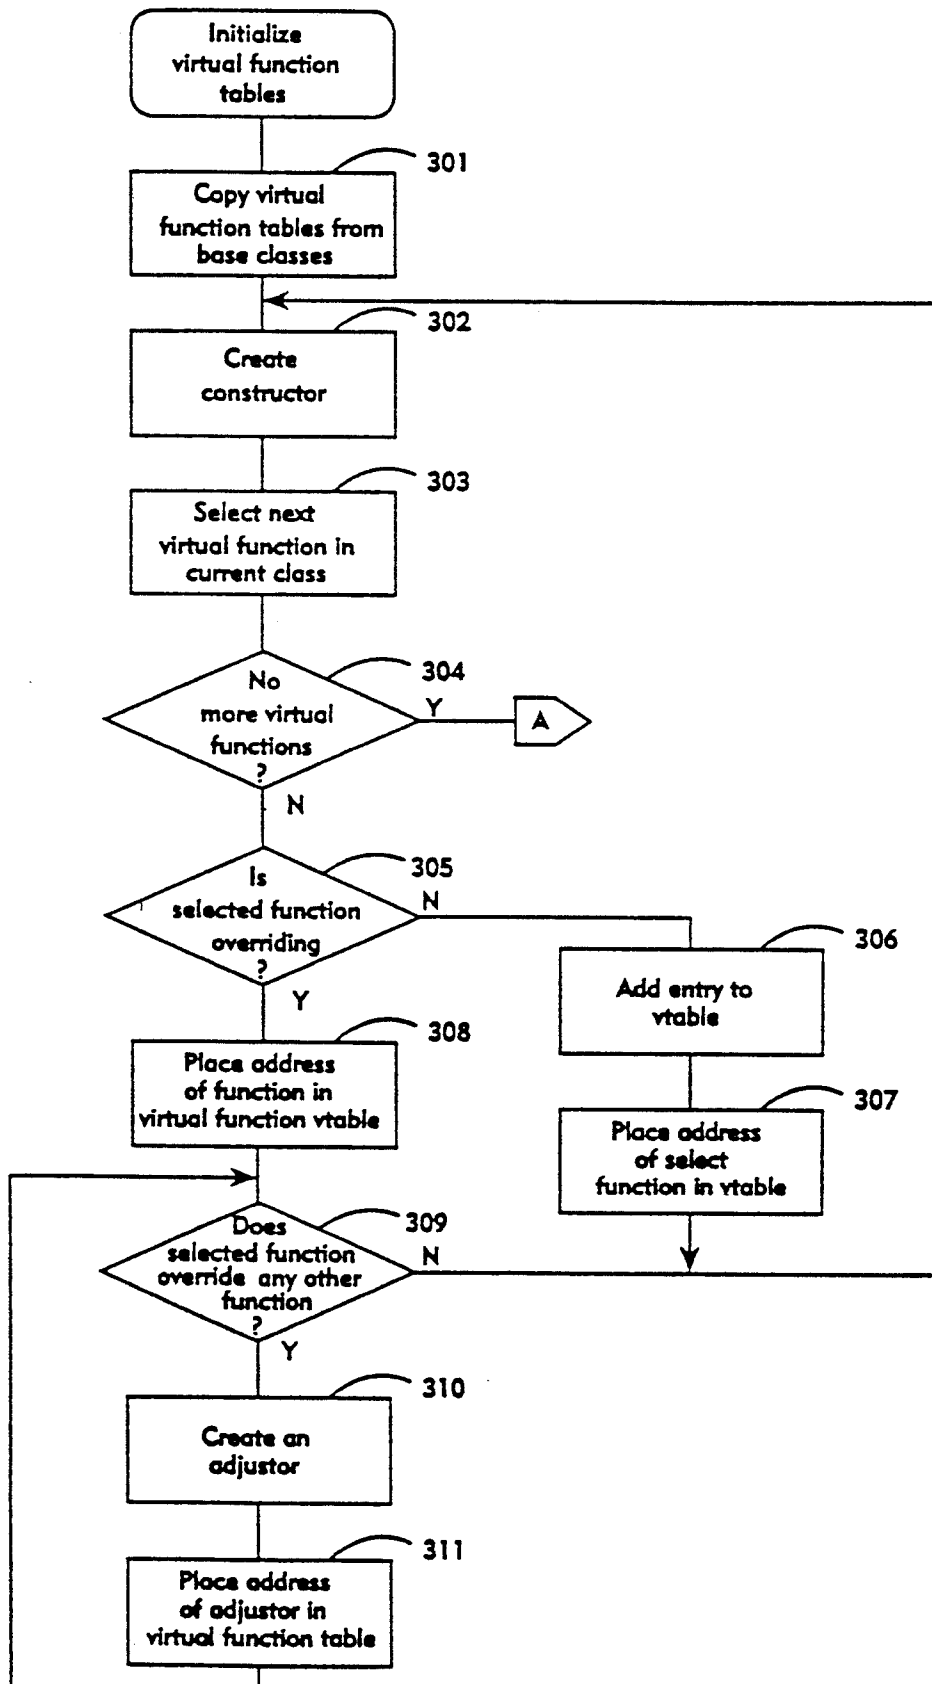 Initialize
virtual function
tables
301
Copy virtual
function tables from
base classes
302
Create
constructor
303
Select next
virtual function in
current class
304
No
more virtual
functions
?
Y
A
N
305
Is
selected function
overriding
?
N
Y
306
Add entry to
vtable
308
Place address
of function in
virtual function vtable
307
Place address
of select
function in vtable
309
Does
selected function
override any other
function
?
N
Y
310
Create an
adjustor
311
Place address
of adjustor in
virtual function table